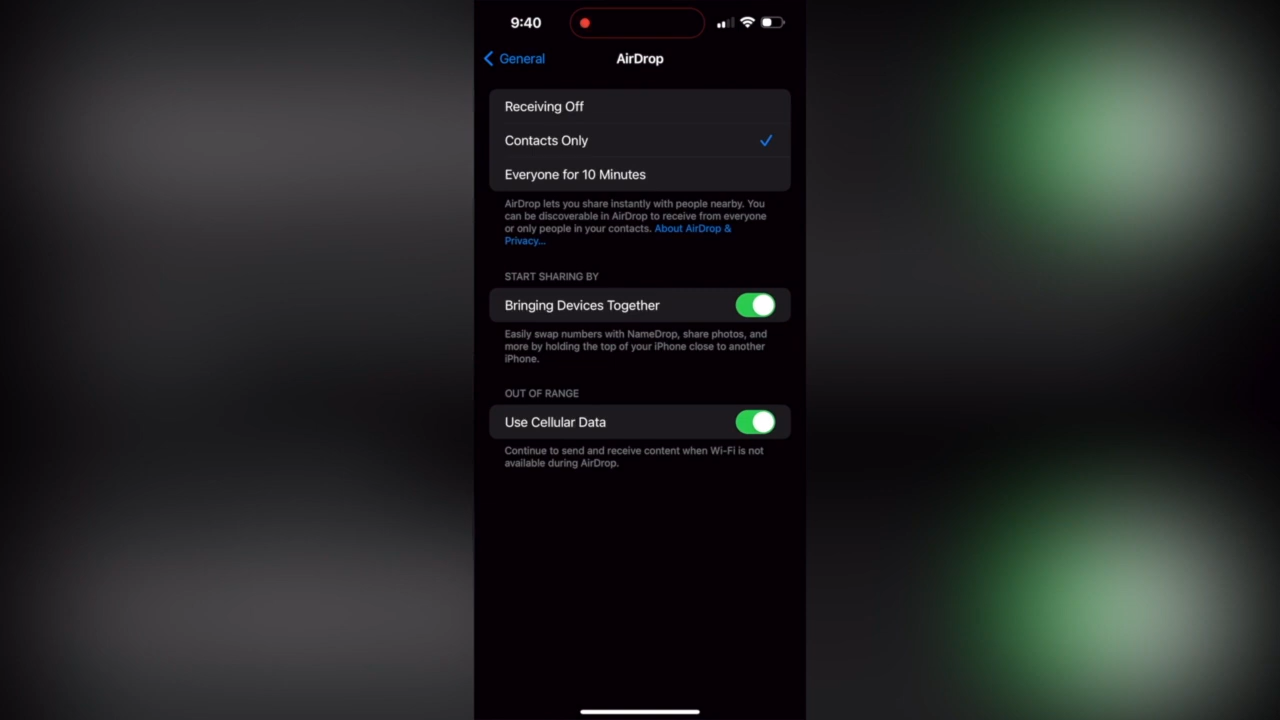 9:40
General
AirDrop
Receiving Off
Contacts Only
Everyone for 10 Minutes
AirDrop lets you share instantly with people nearby. You
can be discoverable in AirDrop to receive from everyone
or only people in your contacts. About AirDrop &
Privacy...
START SHARING BY
Bringing Devices Together
Easily swap numbers with NameDrop, share photos, and
more by holding the top of your iPhone close to another
iPhone.
OUT OF RANGE
Use Cellular Data
Continue to send and receive content when Wi-Fi is not
available during AirDrop.